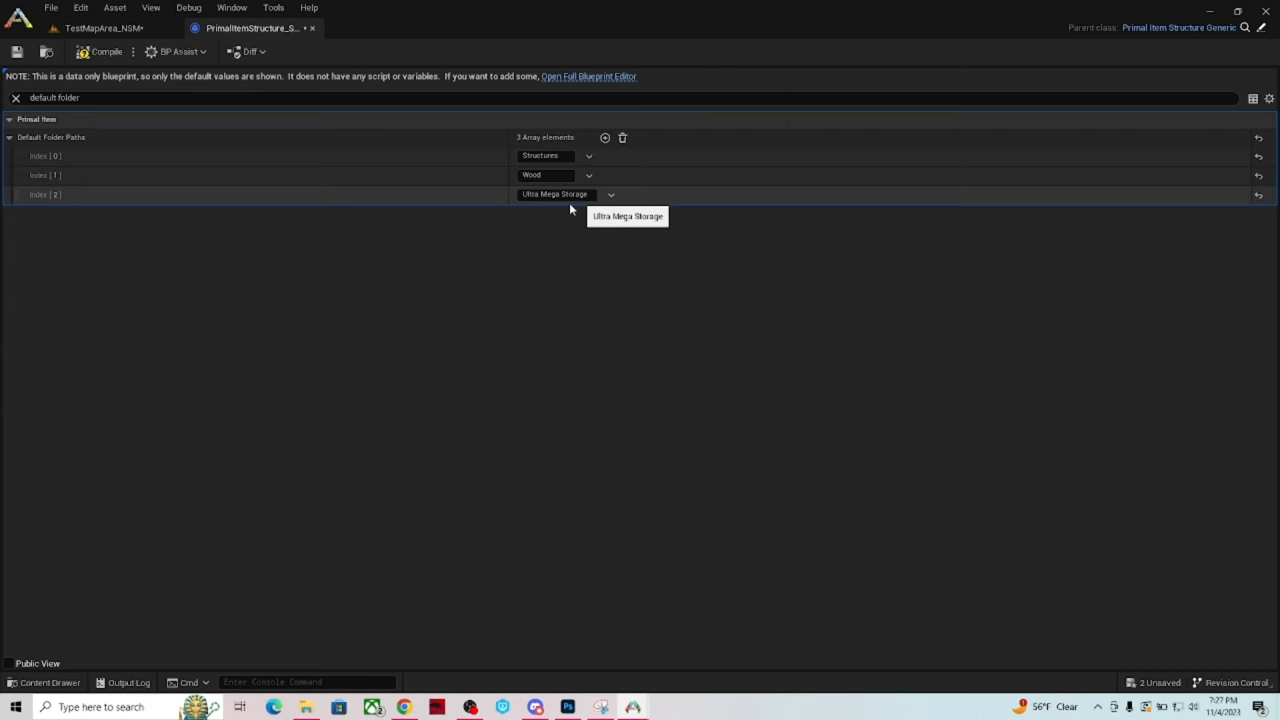 File Edit Asset View Debug Window Tools Help
TestMapArea_NSM* PrimalItemStructure_S... • × Parent class: Primal Item Structure Generic
Compile BP Assist Diff
NOTE: This is a data only blueprint, so only the default values are shown. It does not have any script or variables. If you want to add some, Open Full Blueprint Editor
default folder
Primal Item
Default Folder Paths 3 Array elements
Index [ 0 ] Structures
Index [ 1 ] Wood
Index [ 2 ] Ultra Mega Storage
Ultra Mega Storage
Public View
Content Drawer Output Log Cmd Enter Console Command 2 Unsaved Revision Control
Type here to search 56°F Clear 7:27 PM
11/4/2023